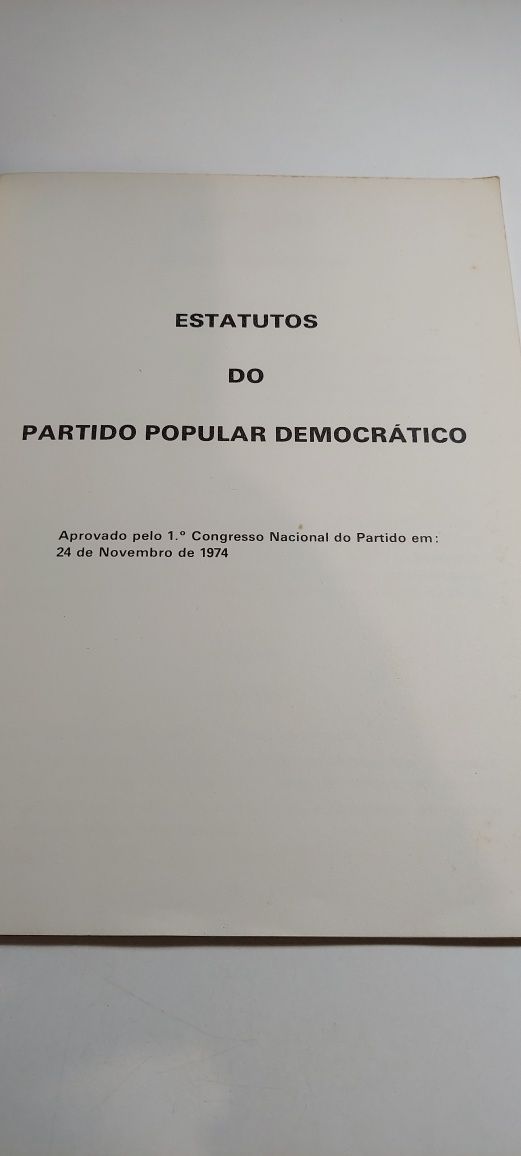 ESTATUTOS
DO
PARTIDO POPULAR DEMOCRÁTICO
Aprovado pelo 1.º Congresso Nacional do Partido em:
24 de Novembro de 1974